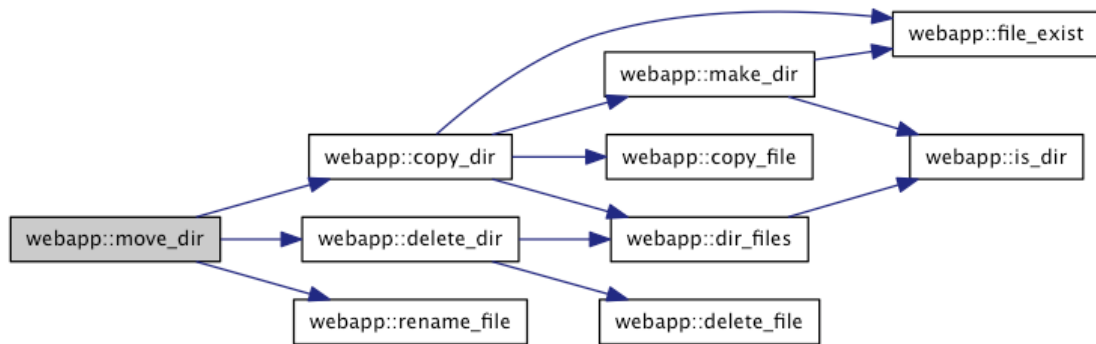 webapp::file_exist
webapp::make_dir
webapp::copy_dir
webapp::copy_file
webapp::is_dir
webapp::move_dir
webapp::delete_dir
webapp::dir_files
webapp::rename_file
webapp::delete_file